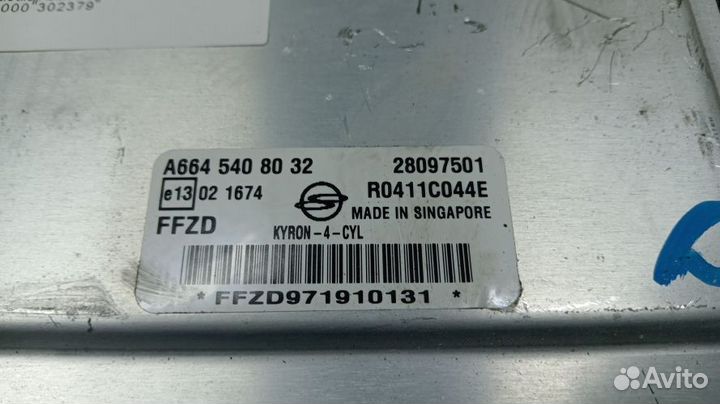 000 "302379"
A664 540 80 32 28097501
e13 02 1674 R0411C044E
MADE IN SINGAPORE
FFZD KYRON-4-CYL
* FFZD971910131 *
Avito